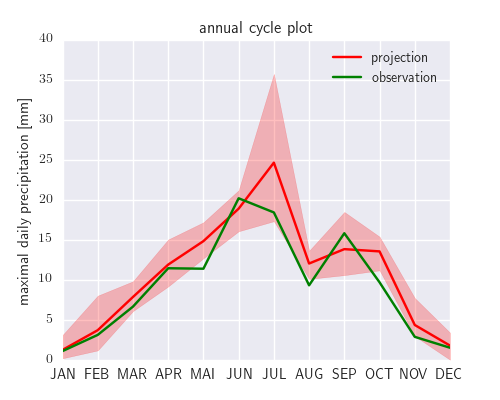 annual cycle plot
projection
observation
maximal daily precipitation [mm]
40
35
30
25
20
15
10
5
0
JAN FEB MAR APR MAI JUN JUL AUG SEP OCT NOV DEC